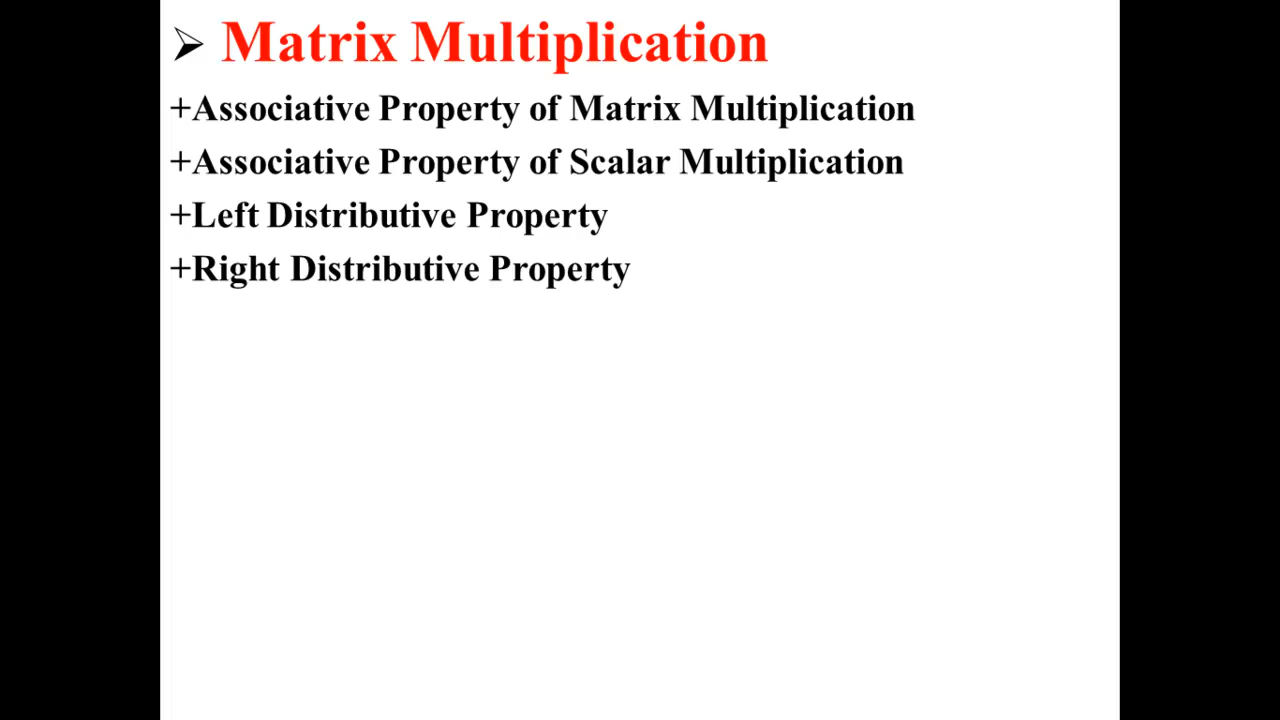 Matrix Multiplication
+Associative Property of Matrix Multiplication
+Associative Property of Scalar Multiplication
+Left Distributive Property
+Right Distributive Property